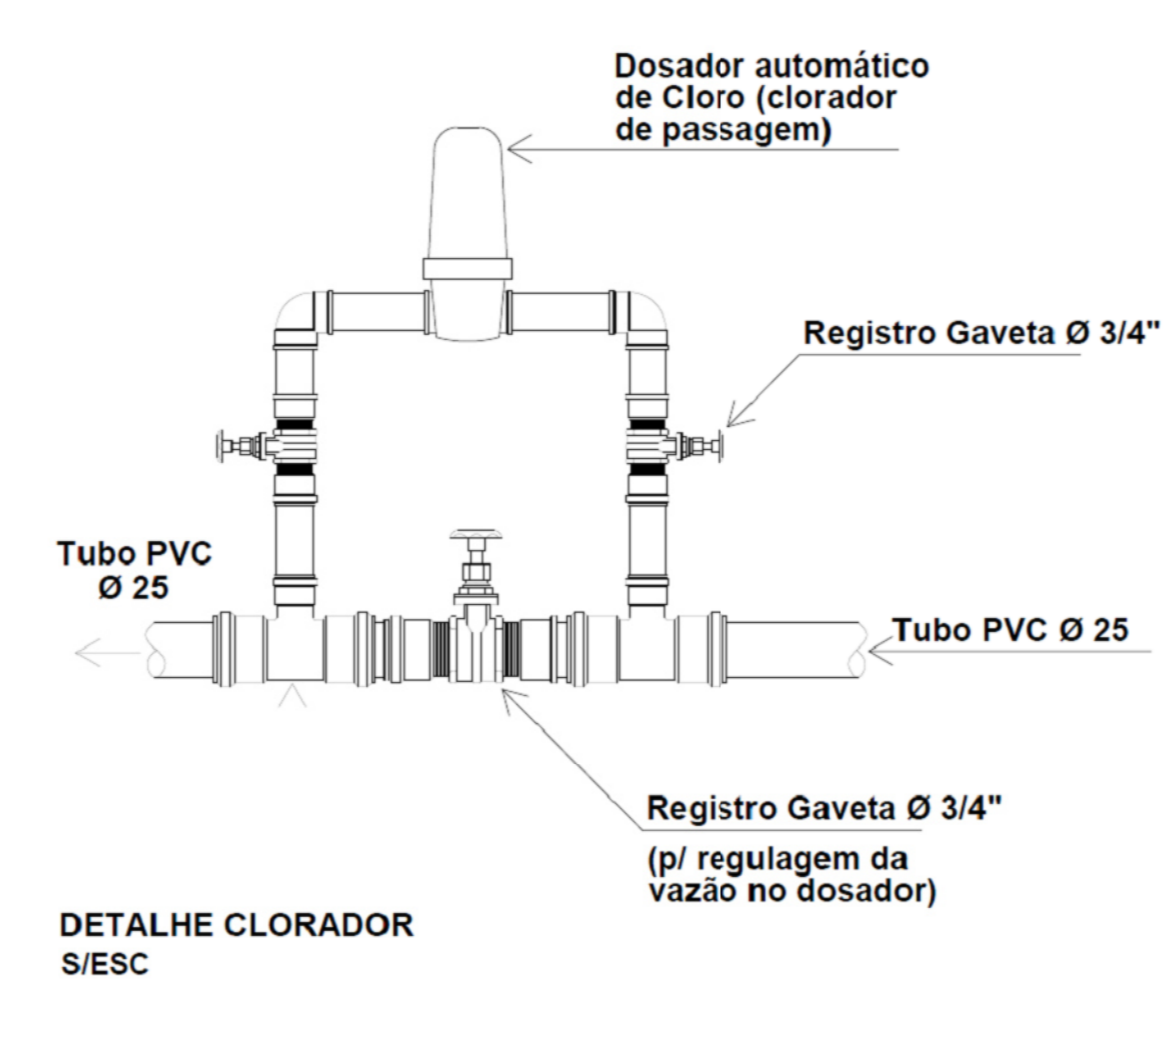 Dosador automático
de Cloro (clorador
de passagem)
Registro Gaveta Ø 3/4"
Tubo PVC
Ø 25
Tubo PVC Ø 25
Registro Gaveta Ø 3/4"
(p/ regulagem da
vazão no dosador)
DETALHE CLORADOR
S/ESC